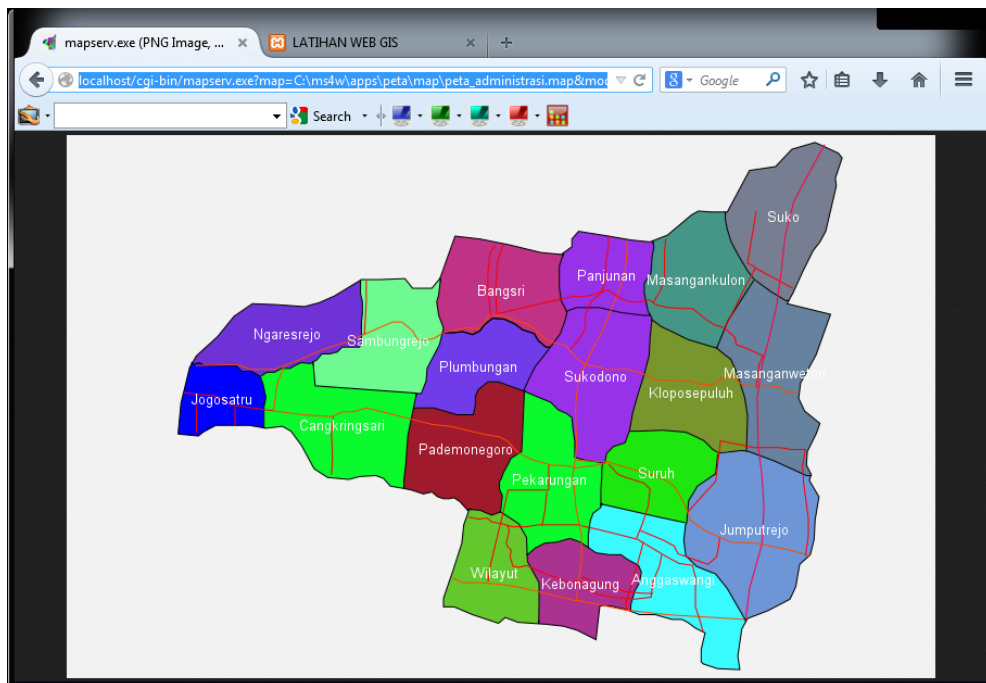 mapserv.exe (PNG Image, ...
LATIHAN WEB GIS
localhost/cgi-bin/mapserv.exe?map=C:\ms4w\apps\peta\map\peta_administrasi.map&mod
Google
Search
Suko
Panjunan
Masangankulon
Bangsri
Ngaresrejo
Sambungrejo
Plumbungan
Sukodono
Masanganwetan
Kloposepuluh
Jogosatru
Cangkringsari
Pademonegoro
Pekarungan
Suruh
Jumputrejo
Wilayut
Kebonagung
Anggaswangi